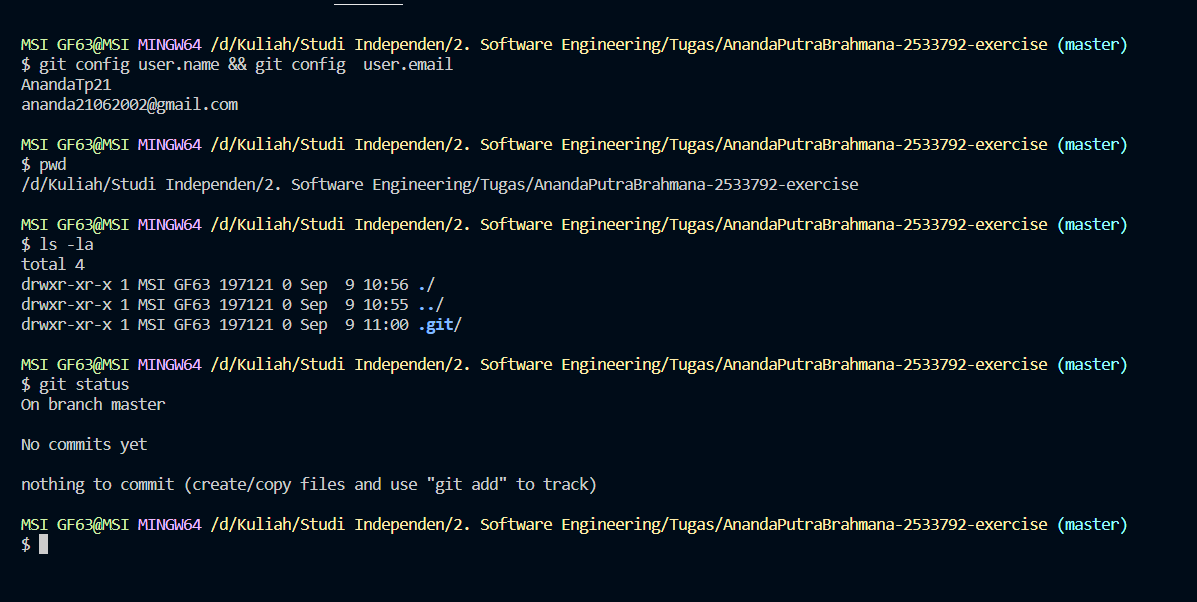 MSI GF63@MSI MINGW64 /d/Kuliah/Studi Independen/2. Software Engineering/Tugas/AnandaPutraBrahmana-2533792-exercise (master)
$ git config user.name && git config  user.email
AnandaTp21
ananda21062002@gmail.com
MSI GF63@MSI MINGW64 /d/Kuliah/Studi Independen/2. Software Engineering/Tugas/AnandaPutraBrahmana-2533792-exercise (master)
$ pwd
/d/Kuliah/Studi Independen/2. Software Engineering/Tugas/AnandaPutraBrahmana-2533792-exercise
MSI GF63@MSI MINGW64 /d/Kuliah/Studi Independen/2. Software Engineering/Tugas/AnandaPutraBrahmana-2533792-exercise (master)
$ ls -la
total 4
drwxr-xr-x 1 MSI GF63 197121 0 Sep  9 10:56 ./
drwxr-xr-x 1 MSI GF63 197121 0 Sep  9 10:55 ../
drwxr-xr-x 1 MSI GF63 197121 0 Sep  9 11:00 .git/
MSI GF63@MSI MINGW64 /d/Kuliah/Studi Independen/2. Software Engineering/Tugas/AnandaPutraBrahmana-2533792-exercise (master)
$ git status
On branch master
No commits yet
nothing to commit (create/copy files and use "git add" to track)
MSI GF63@MSI MINGW64 /d/Kuliah/Studi Independen/2. Software Engineering/Tugas/AnandaPutraBrahmana-2533792-exercise (master)
$